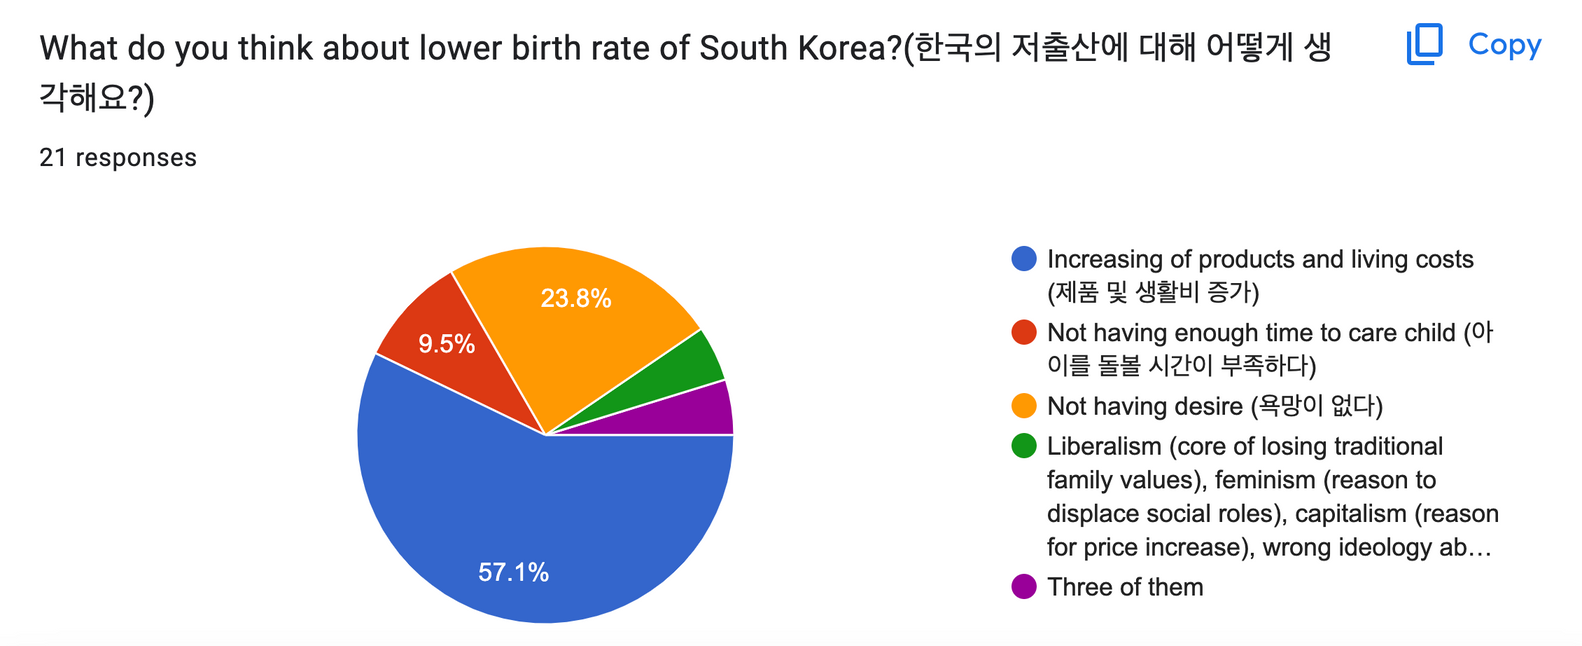 What do you think about lower birth rate of South Korea?(한국의 저출산에 대해 어떻게 생
각해요?)
Copy
21 responses
23.8%
9.5%
57.1%
Increasing of products and living costs
(제품 및 생활비 증가)
Not having enough time to care child (아
이를 돌볼 시간이 부족하다)
Not having desire (욕망이 없다)
Liberalism (core of losing traditional
family values), feminism (reason to
displace social roles), capitalism (reason
for price increase), wrong ideology ab…
Three of them